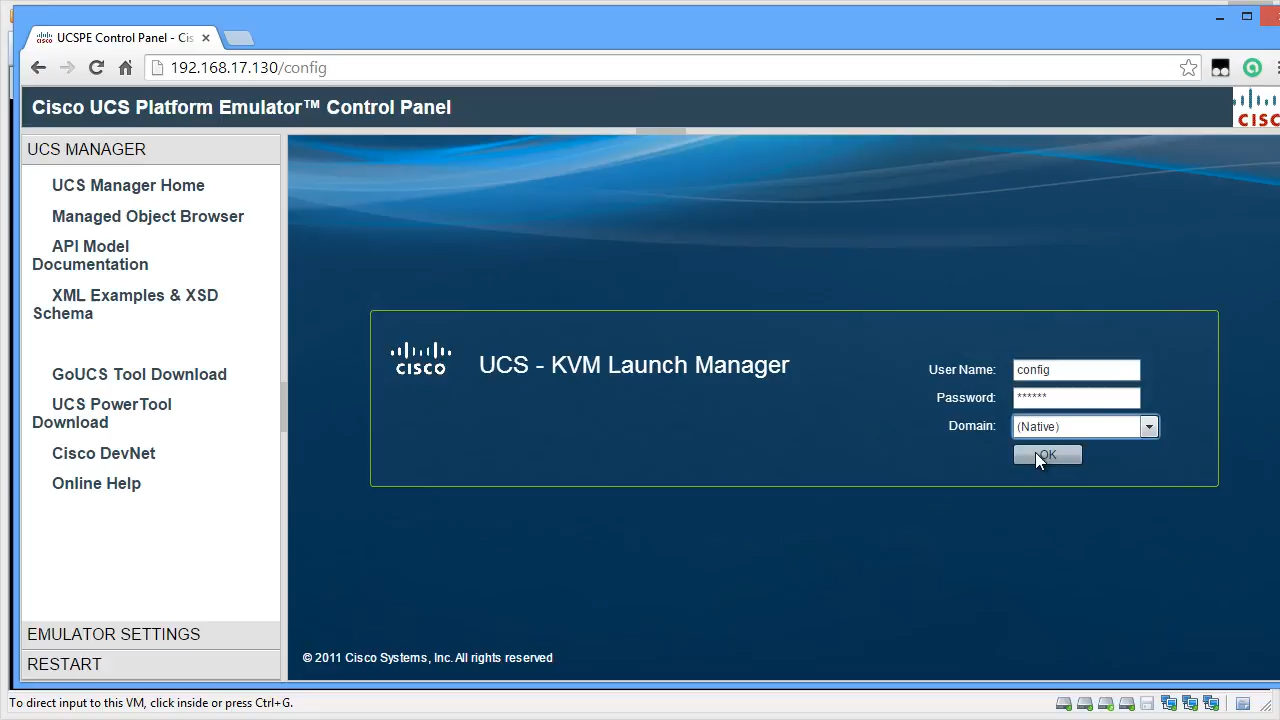 UCSPE Control Panel - Cis
192.168.17.130/config
Cisco UCS Platform Emulator™ Control Panel
CISC
UCS MANAGER
UCS Manager Home
Managed Object Browser
API Model
Documentation
XML Examples & XSD
Schema
GoUCS Tool Download
UCS PowerTool
Download
Cisco DevNet
Online Help
EMULATOR SETTINGS
RESTART
CISCO
UCS - KVM Launch Manager
User Name: config
Password: ******
Domain: (Native)
OK
© 2011 Cisco Systems, Inc. All rights reserved
To direct input to this VM, click inside or press Ctrl+G.